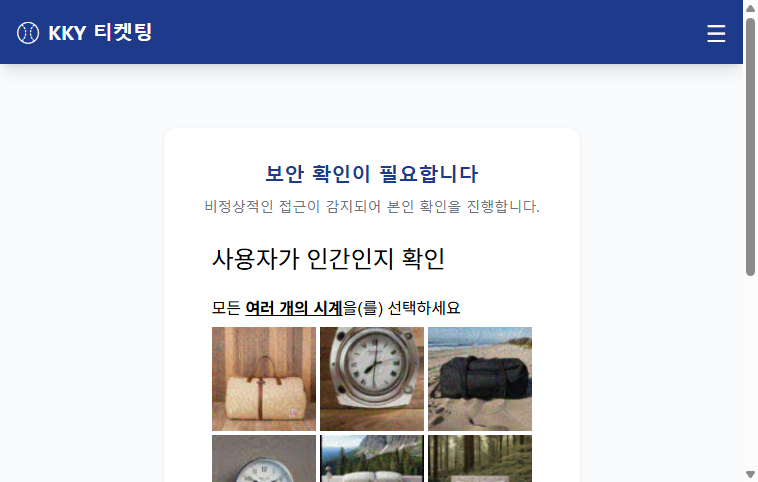 KKY 티켓팅
보안 확인이 필요합니다
비정상적인 접근이 감지되어 본인 확인을 진행합니다.
사용자가 인간인지 확인
모든 여러 개의 시계을(를) 선택하세요